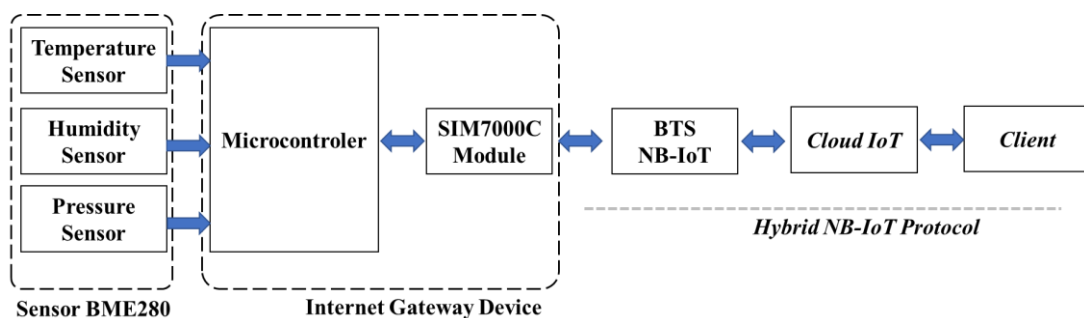 Temperature
Sensor
Humidity
Sensor
Pressure
Sensor
Sensor BME280
Microcontroler
SIM7000C
Module
Internet Gateway Device
BTS
NB-IoT
Cloud IoT
Client
Hybrid NB-IoT Protocol